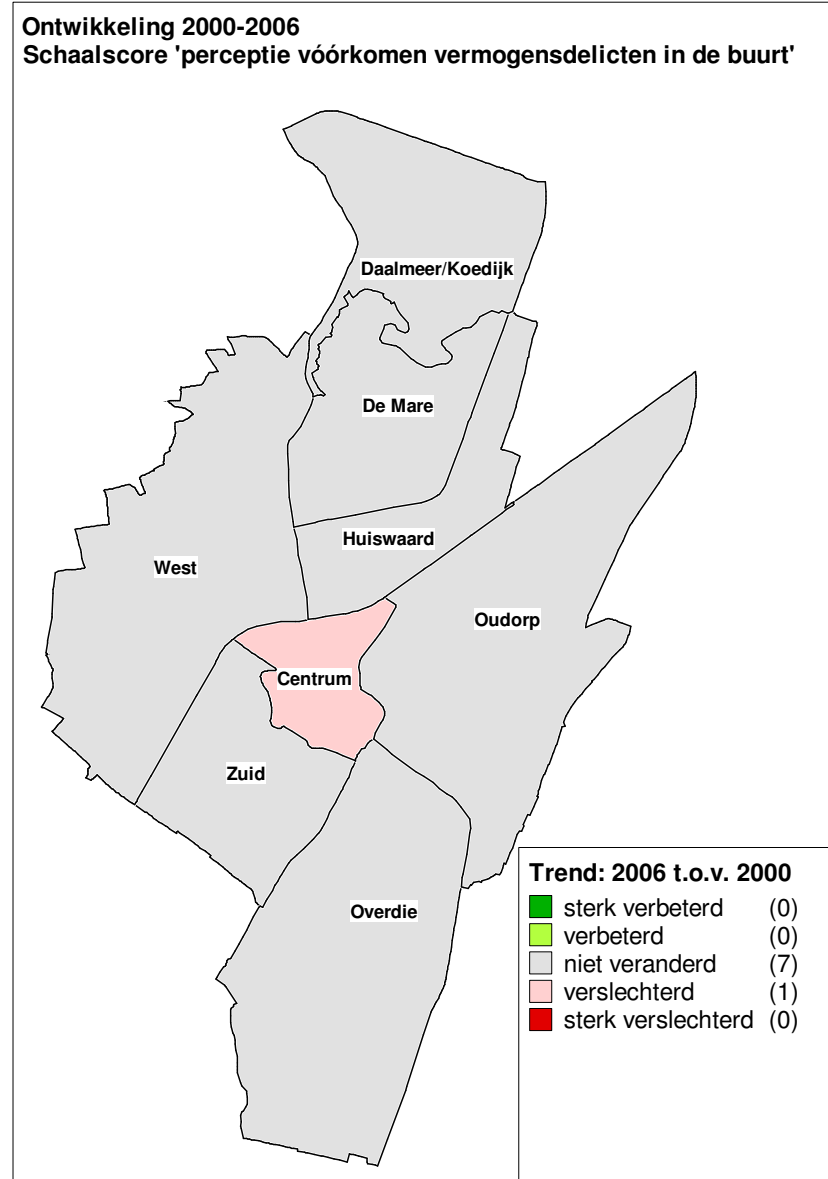 Ontwikkeling 2000-2006
Schaalscore 'perceptie vóórkomen vermogensdelicten in de buurt'
Daalmeer/Koedijk
De Mare
Huiswaard
West
Oudorp
Centrum
Zuid
Overdie
Trend: 2006 t.o.v. 2000
sterk verbeterd (0)
verbeterd (0)
niet veranderd (7)
verslechterd (1)
sterk verslechterd (0)